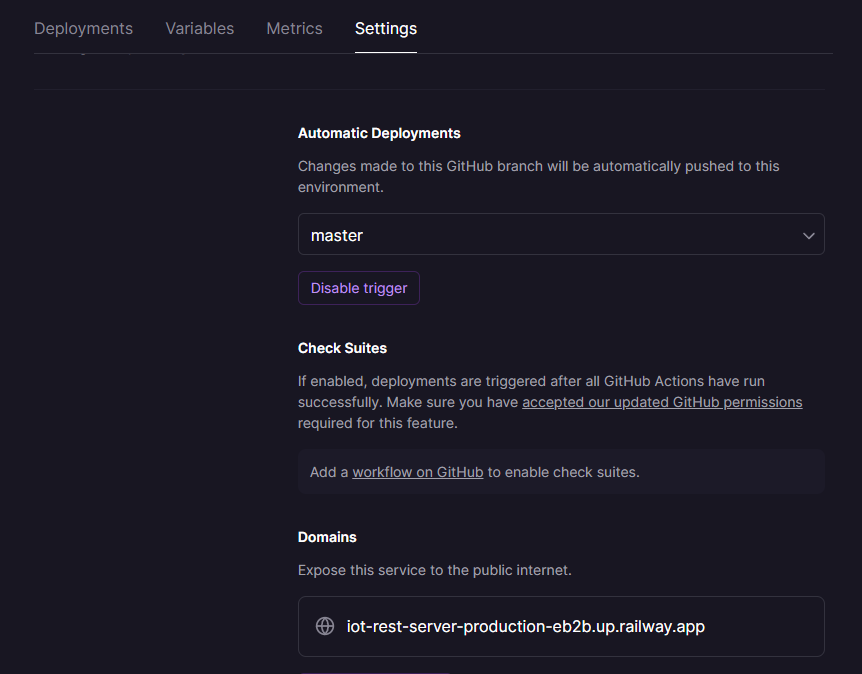 Deployments Variables Metrics Settings
Automatic Deployments
Changes made to this GitHub branch will be automatically pushed to this
environment.
master
Disable trigger
Check Suites
If enabled, deployments are triggered after all GitHub Actions have run
successfully. Make sure you have accepted our updated GitHub permissions
required for this feature.
Add a workflow on GitHub to enable check suites.
Domains
Expose this service to the public internet.
iot-rest-server-production-eb2b.up.railway.app